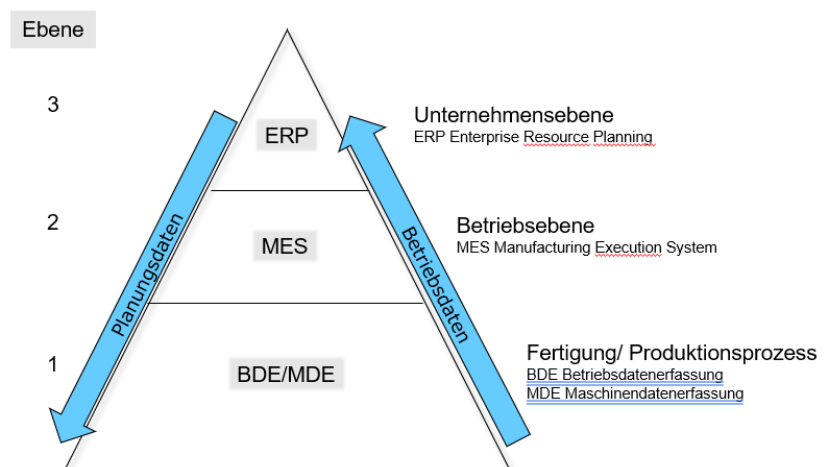 Ebene
3
ERP
Unternehmensebene
ERP Enterprise Resource Planning
2
MES
Betriebsebene
MES Manufacturing Execution System
Planungsdaten
Betriebsdaten
1
BDE/MDE
Fertigung/ Produktionsprozess
BDE Betriebsdatenerfassung
MDE Maschinendatenerfassung